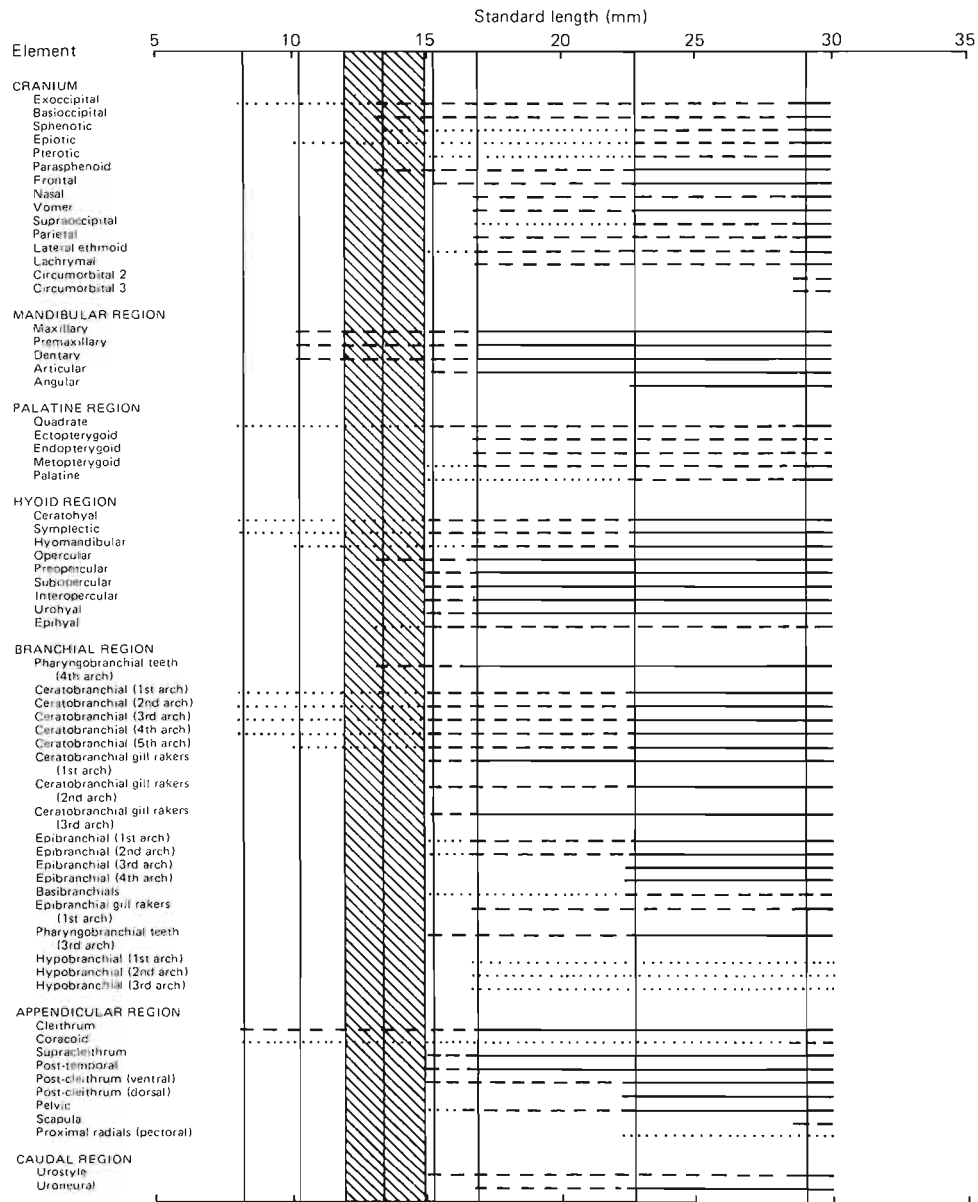 Standard length (mm)
Element 5 10 15 20 25 30 35
CRANIUM
Exoccipital
Basioccipital
Sphenotic
Epiotic
Pterotic
Parasphenoid
Frontal
Nasal
Vomer
Supraoccipital
Parietal
Lateral ethmoid
Lachrymal
Circumorbital 2
Circumorbital 3
MANDIBULAR REGION
Maxillary
Premaxillary
Dentary
Articular
Angular
PALATINE REGION
Quadrate
Ectopterygoid
Endopterygoid
Metopterygoid
Palatine
HYOID REGION
Ceratohyal
Symplectic
Hyomandibular
Opercular
Preopercular
Subopercular
Interopercular
Urohyal
Epihyal
BRANCHIAL REGION
Pharyngobranchial teeth
(4th arch)
Ceratobranchial (1st arch)
Ceratobranchial (2nd arch)
Ceratobranchial (3rd arch)
Ceratobranchial (4th arch)
Ceratobranchial (5th arch)
Ceratobranchial gill rakers
(1st arch)
Ceratobranchial gill rakers
(2nd arch)
Ceratobranchial gill rakers
(3rd arch)
Epibranchial (1st arch)
Epibranchial (2nd arch)
Epibranchial (3rd arch)
Epibranchial (4th arch)
Basibranchials
Epibranchial gill rakers
(1st arch)
Pharyngobranchial teeth
(3rd arch)
Hypobranchial (1st arch)
Hypobranchial (2nd arch)
Hypobranchial (3rd arch)
APPENDICULAR REGION
Cleithrum
Coracoid
Supracleithrum
Post-temporal
Post-cleithrum (ventral)
Post-cleithrum (dorsal)
Pelvic
Scapula
Proximal radials (pectoral)
CAUDAL REGION
Urostyle
Uroneural